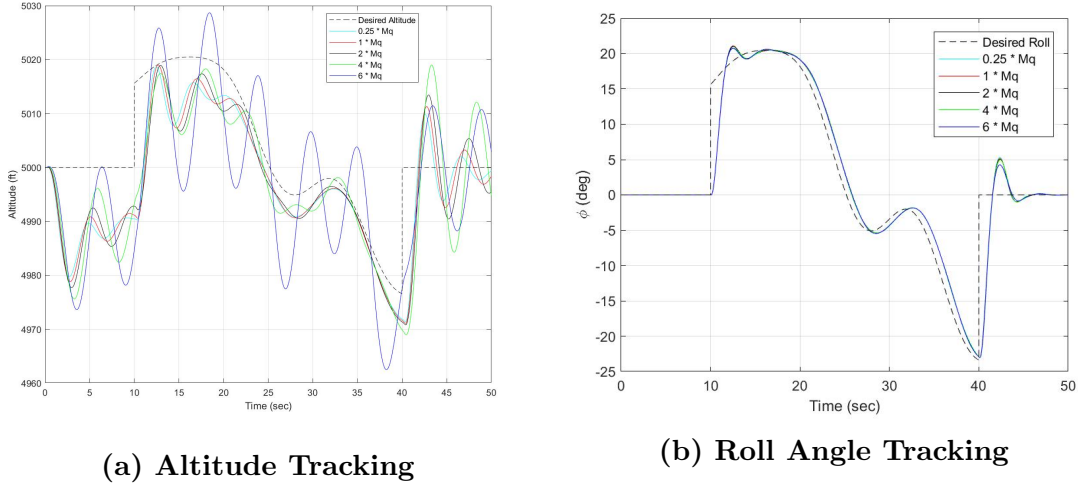 5030
5020
5010
5000
4990
4980
4970
4960
Altitude (ft)
0 5 10 15 20 25 30 35 40 45 50
Time (sec)
Desired Altitude
0.25 * Mq
1 * Mq
2 * Mq
4 * Mq
6 * Mq
(a) Altitude Tracking
25
20
15
10
5
0
-5
-10
-15
-20
-25
ϕ (deg)
0 10 20 30 40 50
Time (sec)
Desired Roll
0.25 * Mq
1 * Mq
2 * Mq
4 * Mq
6 * Mq
(b) Roll Angle Tracking